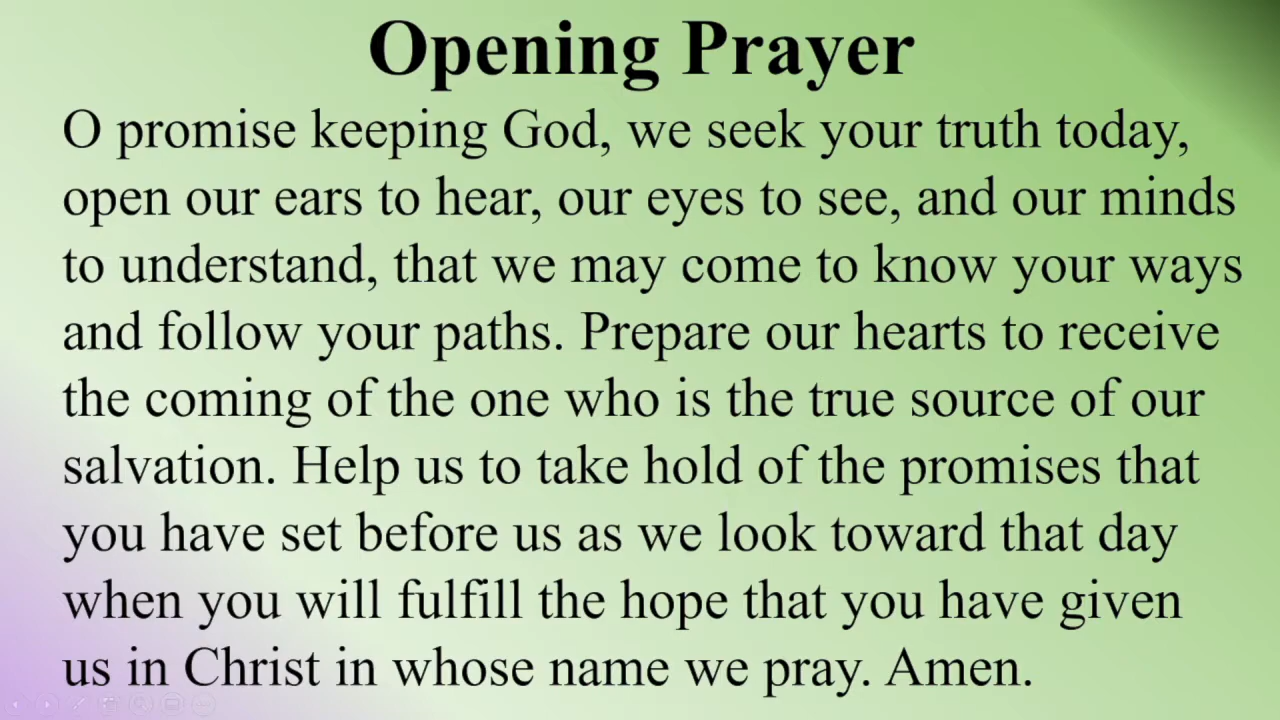 Opening Prayer
O promise keeping God, we seek your truth today,
open our ears to hear, our eyes to see, and our minds
to understand, that we may come to know your ways
and follow your paths. Prepare our hearts to receive
the coming of the one who is the true source of our
salvation. Help us to take hold of the promises that
you have set before us as we look toward that day
when you will fulfill the hope that you have given
us in Christ in whose name we pray. Amen.